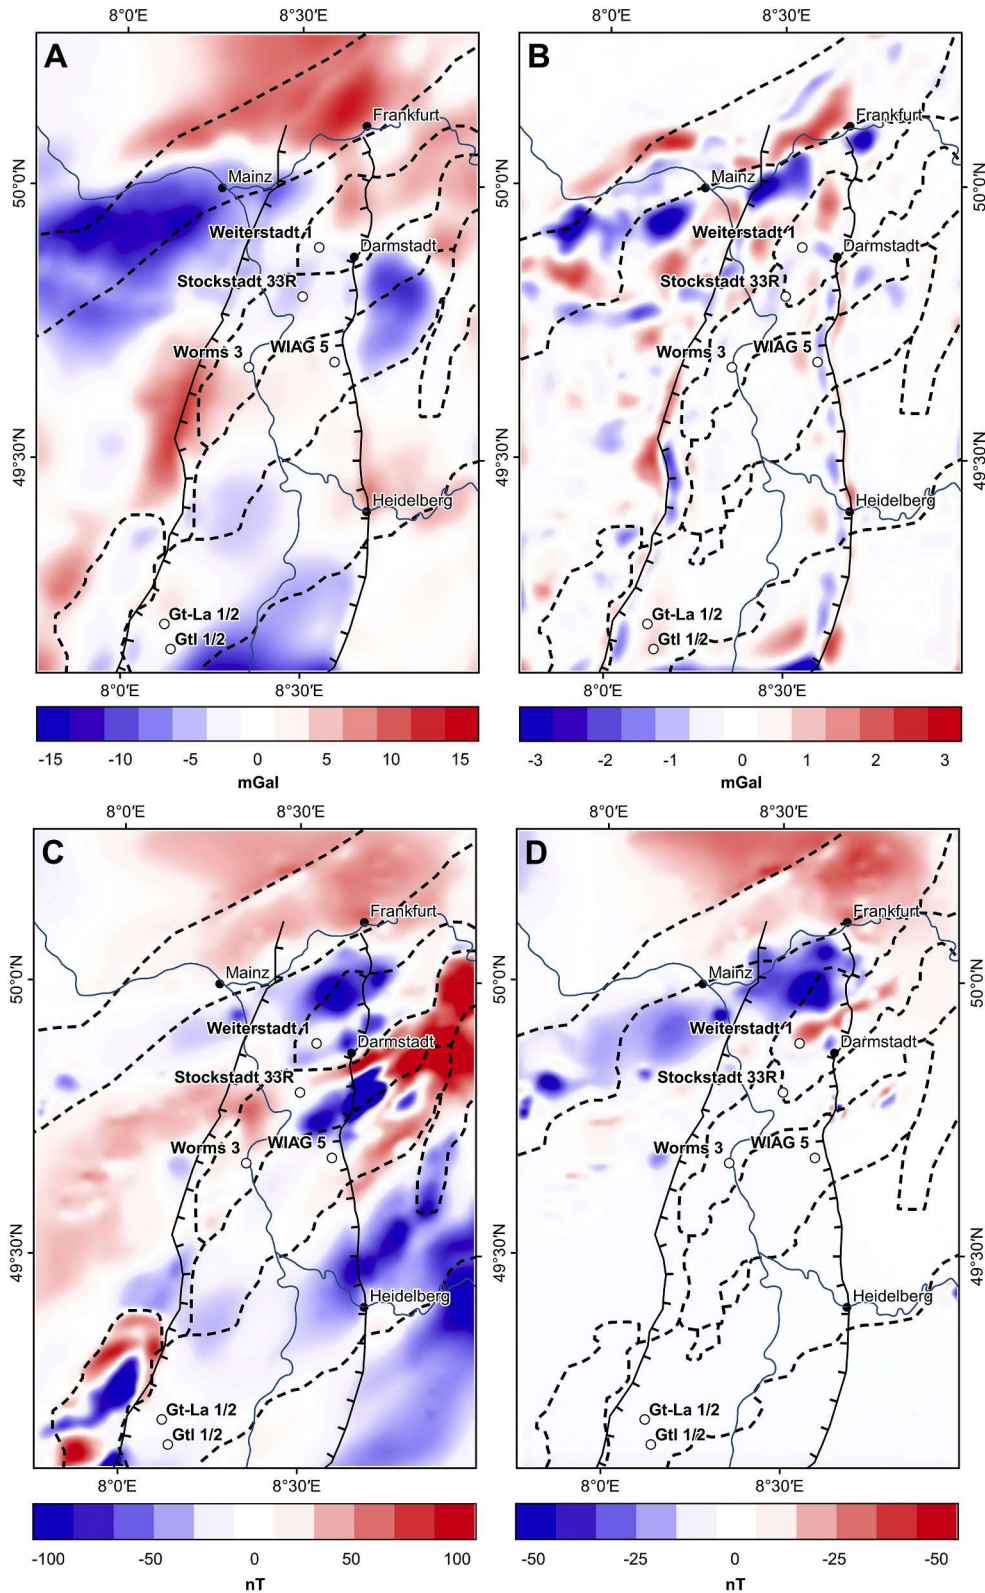 8°0′E 8°30′E 8°0′E 8°30′E
A B
Frankfurt Frankfurt
50°0′N Mainz Mainz 50°0′N
Weiterstadt 1 Weiterstadt 1
Darmstadt Darmstadt
Stockstadt 33R Stockstadt 33R
Worms 3 WIAG 5 Worms 3 WIAG 5
49°30′N 49°30′N
Heidelberg Heidelberg
Gt-La 1/2 Gt-La 1/2
Gtl 1/2 Gtl 1/2
8°0′E 8°30′E 8°0′E 8°30′E
-15 -10 -5 0 5 10 15 -3 -2 -1 0 1 2 3
mGal mGal
8°0′E 8°30′E 8°0′E 8°30′E
C D
Frankfurt Frankfurt
50°0′N Mainz Mainz 50°0′N
Weiterstadt 1 Weiterstadt 1
Darmstadt Darmstadt
Stockstadt 33R Stockstadt 33R
Worms 3 WIAG 5 Worms 3 WIAG 5
49°30′N 49°30′N
Heidelberg Heidelberg
Gt-La 1/2 Gt-La 1/2
Gtl 1/2 Gtl 1/2
8°0′E 8°30′E 8°0′E 8°30′E
-100 -50 0 50 100 -50 -25 0 -25 -50
nT nT